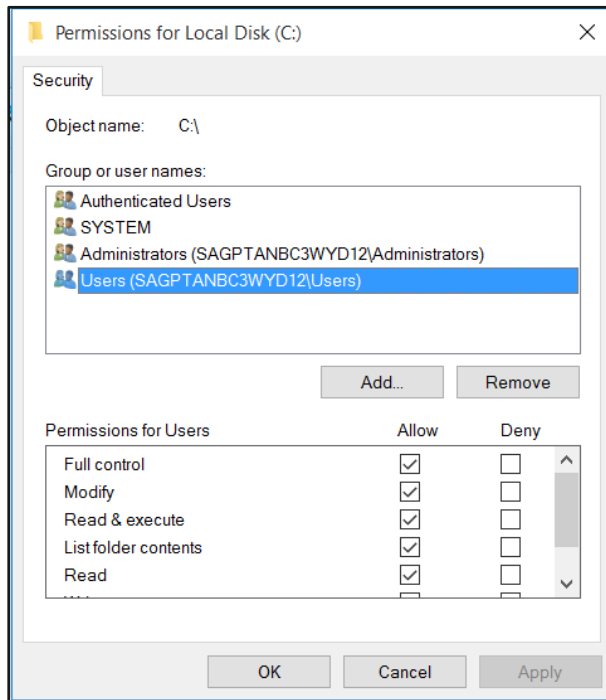 Permissions for Local Disk (C:)
Security
Object name: C:\
Group or user names:
Authenticated Users
SYSTEM
Administrators (SAGPTANBC3WYD12\Administrators)
Users (SAGPTANBC3WYD12\Users)
Add... Remove
Permissions for Users Allow Deny
Full control
Modify
Read & execute
List folder contents
Read
OK Cancel Apply